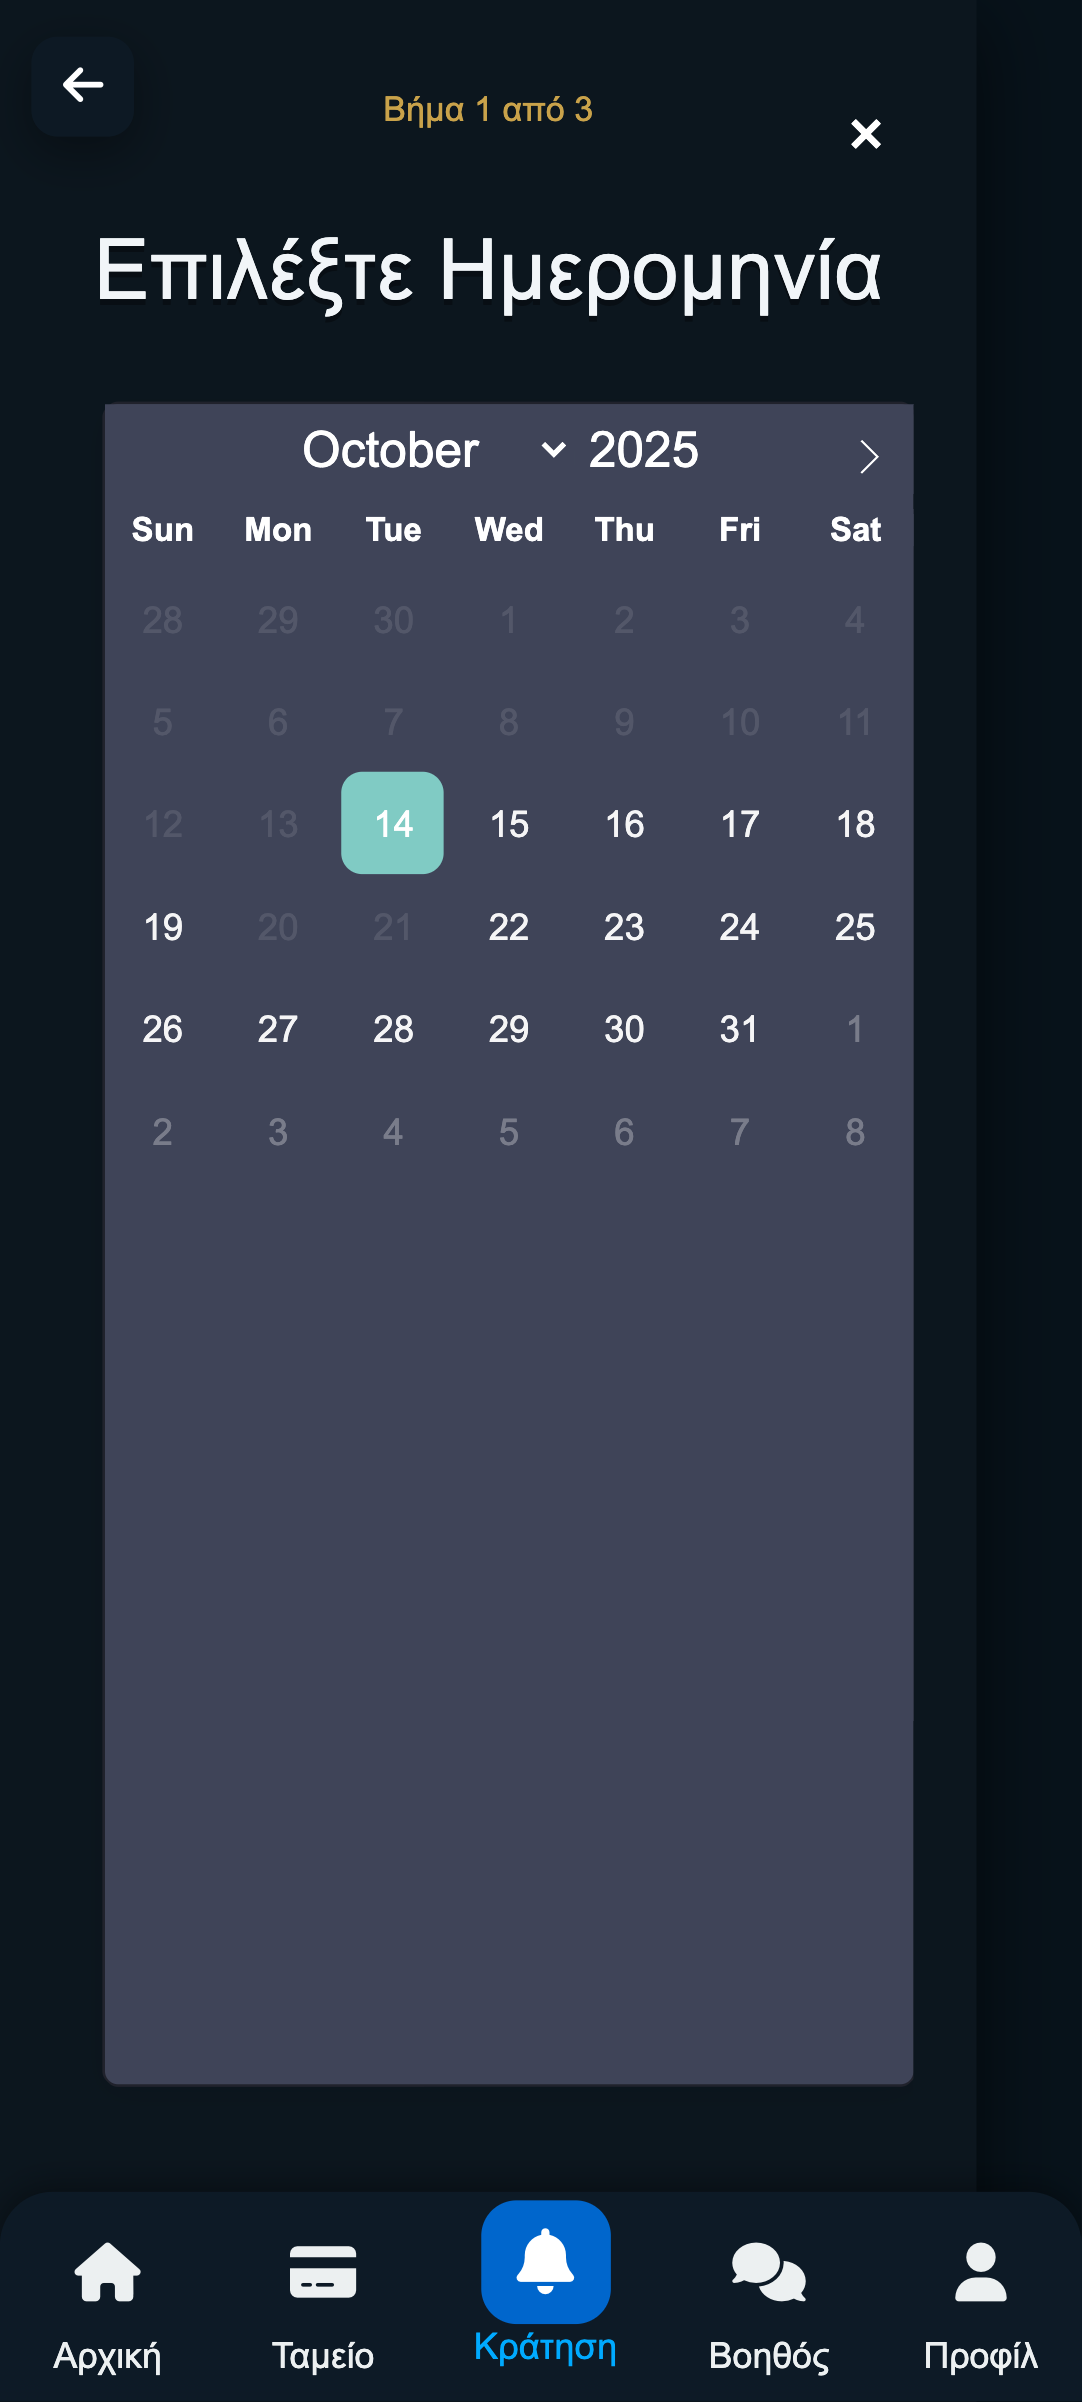 Βήμα 1 από 3
Επιλέξτε Ημερομηνία
October 2025
Sun Mon Tue Wed Thu Fri Sat
28 29 30 1 2 3 4
5 6 7 8 9 10 11
12 13 14 15 16 17 18
19 20 21 22 23 24 25
26 27 28 29 30 31 1
2 3 4 5 6 7 8
Αρχική Ταμείο Κράτηση Βοηθός Προφίλ